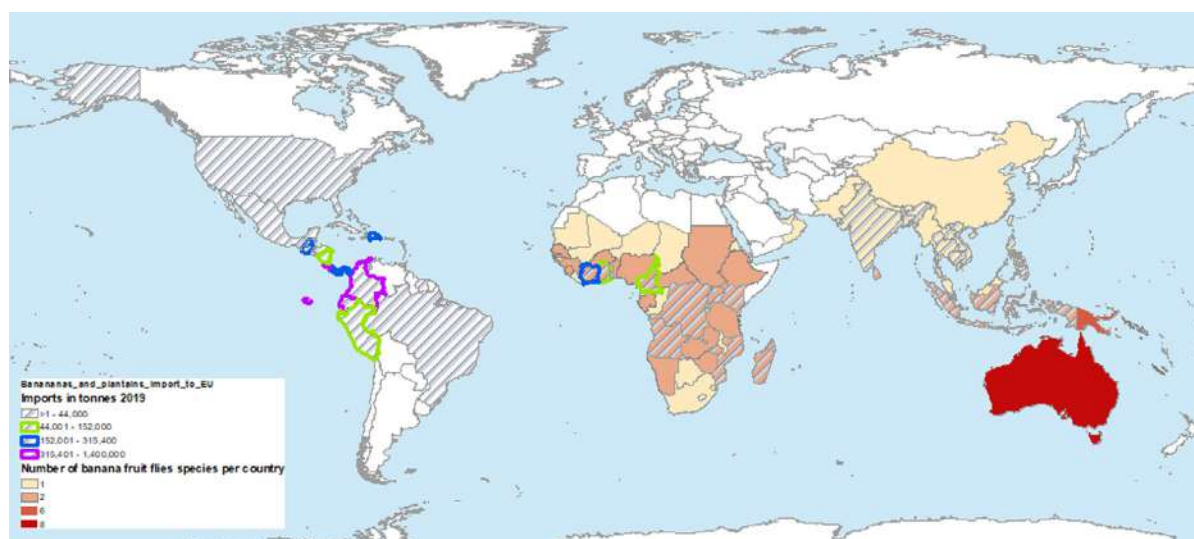 Banananas_and_plantains_Import_to_EU
Imports in tonnes 2019
>1 - 44,000
44,001 - 152,000
152,001 - 315,400
315,401 - 1,400,000
Number of banana fruit flies species per country
1
2
6
8